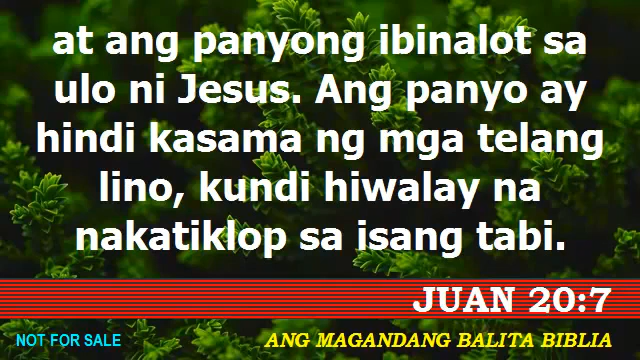 at ang panyong ibinalot sa
ulo ni Jesus. Ang panyo ay
hindi kasama ng mga telang
lino, kundi hiwalay na
nakatiklop sa isang tabi.
JUAN 20:7
NOT FOR SALE
ANG MAGANDANG BALITA BIBLIA